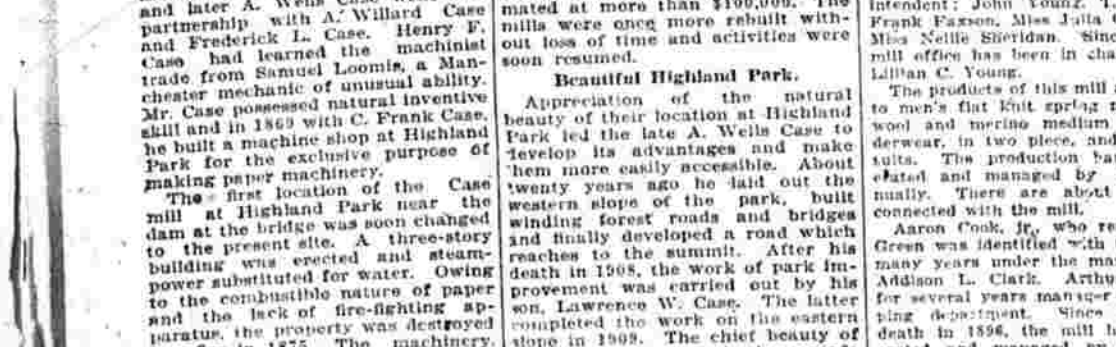 and later A. Wells Case
partnership with A. Willard Case
and Frederick L. Case. Henry F.
Case had learned the machinist
trade from Samuel Loomis, a Man-
chester mechanic of unusual ability.
Mr. Case possessed natural inventive
skill and in 1869 with C. Frank Case,
he built a machine shop at Highland
Park for the exclusive purpose of
making paper machinery.
The first location of the Case
mill at Highland Park near the
dam at the bridge was soon changed
to the present site. A three-story
building was erected and steam-
power substituted for water. Owing
to the combustible nature of paper
and the lack of fire-fighting ap-
paratus, the property was destroyed
in 1875. The machinery,
mated at more than $100,000. The
mills were once more rebuilt with-
out loss of time and activities were
soon resumed.
Beautiful Highland Park.
Appreciation of the natural
beauty of their location at Highland
Park led the late A. Wells Case to
develop its advantages and make
them more easily accessible. About
twenty years ago he laid out the
western slope of the park, built
winding forest roads and bridges
and finally developed a road which
reaches to the summit. After his
death in 1908, the work of park im-
provement was carried out by his
son, Lawrence W. Case. The latter
completed the work on the eastern
slope in 1909. The chief beauty of
intendent: John Young.
Frank Faxson, Miss Julia
Miss Nellie Sheridan. Sinc
mill office has been in cha
Lillian C. Young.
The products of this mill
to men's flat knit spring
wool and merino medium
derwear, in two piece, and
suits. The production ha
and managed by
nually. There are about
connected with the mill.
Aaron Cook, jr., who re
Green was identified with
many years under the ma
Addison L. Clark. Arthu
for several years manager
ping department. Since
death in 1896, the mill h
and managed